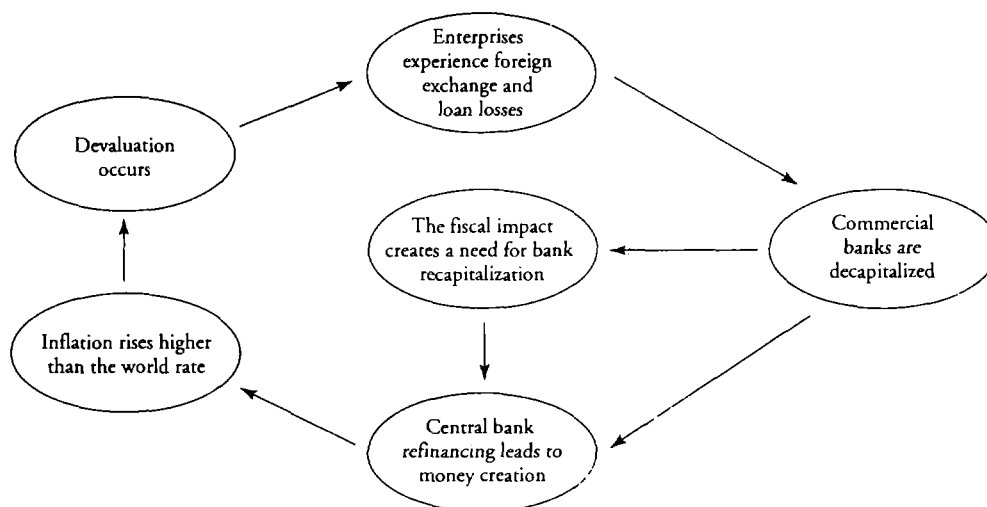 Enterprises
experience foreign
exchange and
loan losses
Devaluation
occurs
The fiscal impact
creates a need for bank
recapitalization
Commercial
banks are
decapitalized
Inflation rises higher
than the world rate
Central bank
refinancing leads to
money creation